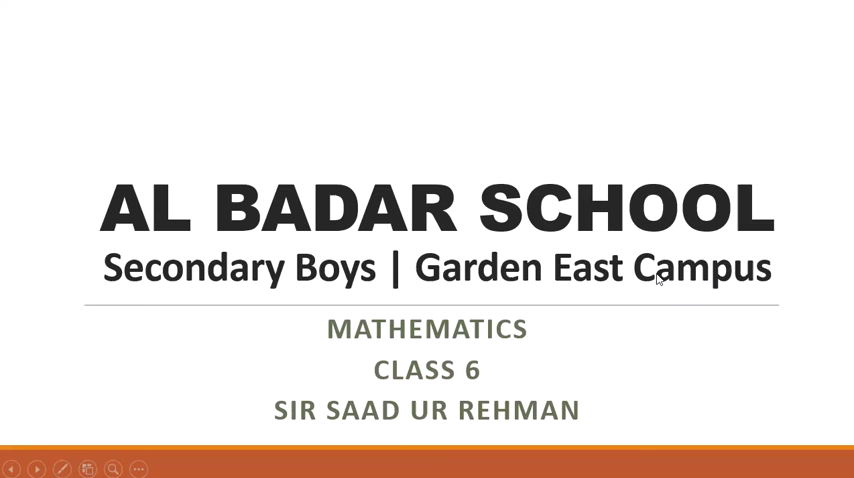 AL BADAR SCHOOL
Secondary Boys | Garden East Campus
MATHEMATICS
CLASS 6
SIR SAAD UR REHMAN